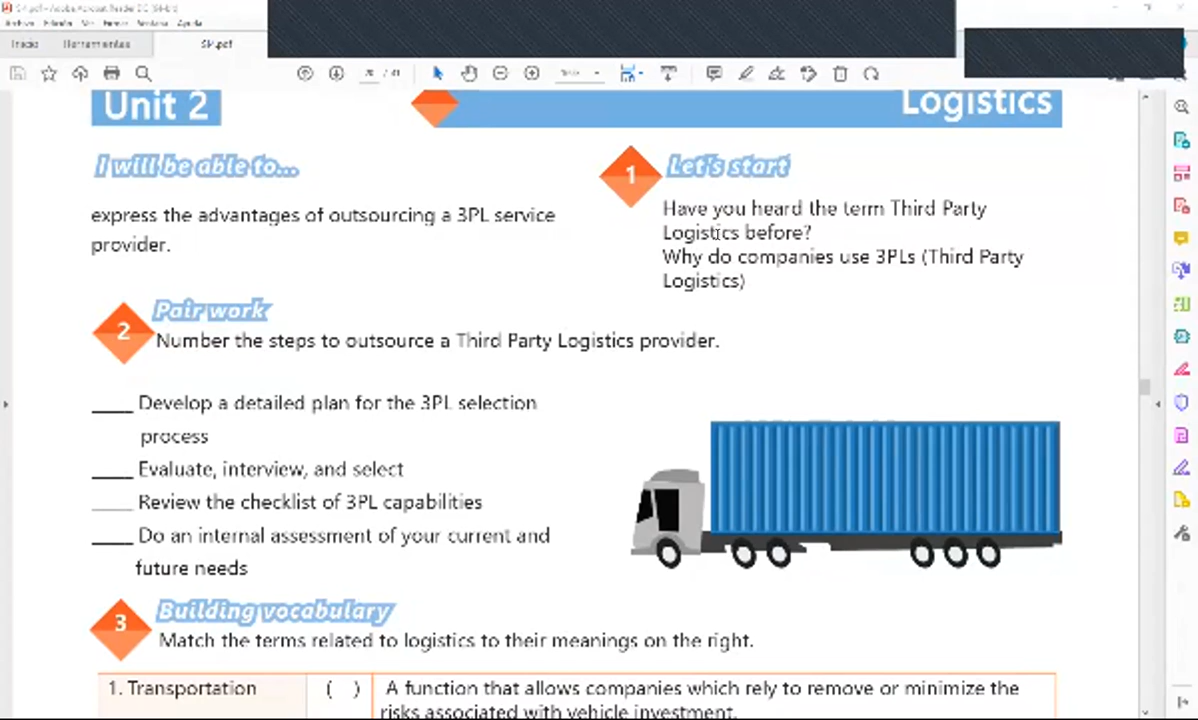 Inicio
Herramientas
Unit 2
Logistics
I will be able to...
express the advantages of outsourcing a 3PL service
provider.
1
Let's start
Have you heard the term Third Party
Logistics before?
Why do companies use 3PLs (Third Party
Logistics)
2
Pair work
Number the steps to outsource a Third Party Logistics provider.
____ Develop a detailed plan for the 3PL selection
process
____ Evaluate, interview, and select
____ Review the checklist of 3PL capabilities
____ Do an internal assessment of your current and
future needs
3
Building vocabulary
Match the terms related to logistics to their meanings on the right.
1. Transportation ( ) A function that allows companies which rely to remove or minimize the
risks associated with vehicle investment.